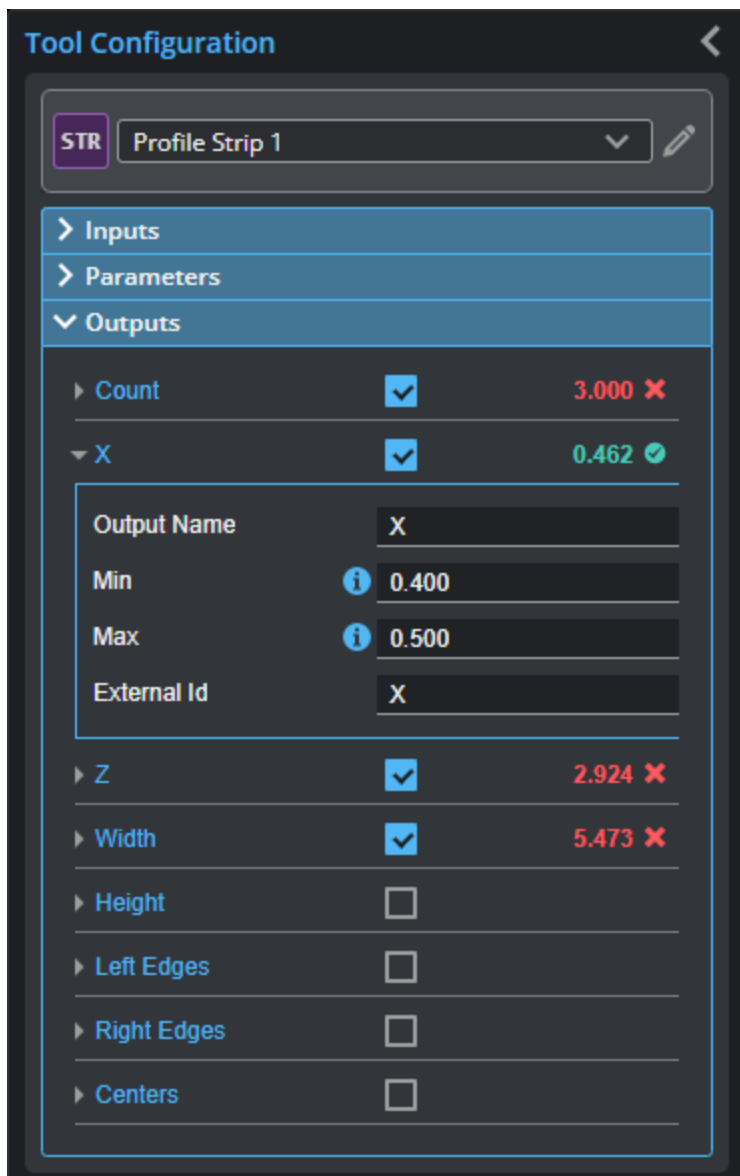 Tool Configuration
STR Profile Strip 1
Inputs
Parameters
Outputs
Count 3.000
X 0.462
Output Name X
Min 0.400
Max 0.500
External Id X
Z 2.924
Width 5.473
Height
Left Edges
Right Edges
Centers